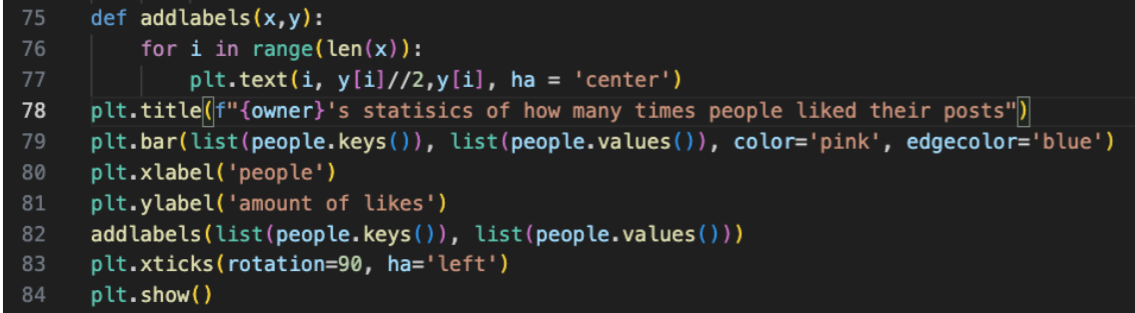 75 def addlabels(x,y):
76 for i in range(len(x)):
77 plt.text(i, y[i]//2,y[i], ha = 'center')
78 plt.title(f"{owner}'s statisics of how many times people liked their posts")
79 plt.bar(list(people.keys()), list(people.values()), color='pink', edgecolor='blue')
80 plt.xlabel('people')
81 plt.ylabel('amount of likes')
82 addlabels(list(people.keys()), list(people.values()))
83 plt.xticks(rotation=90, ha='left')
84 plt.show()